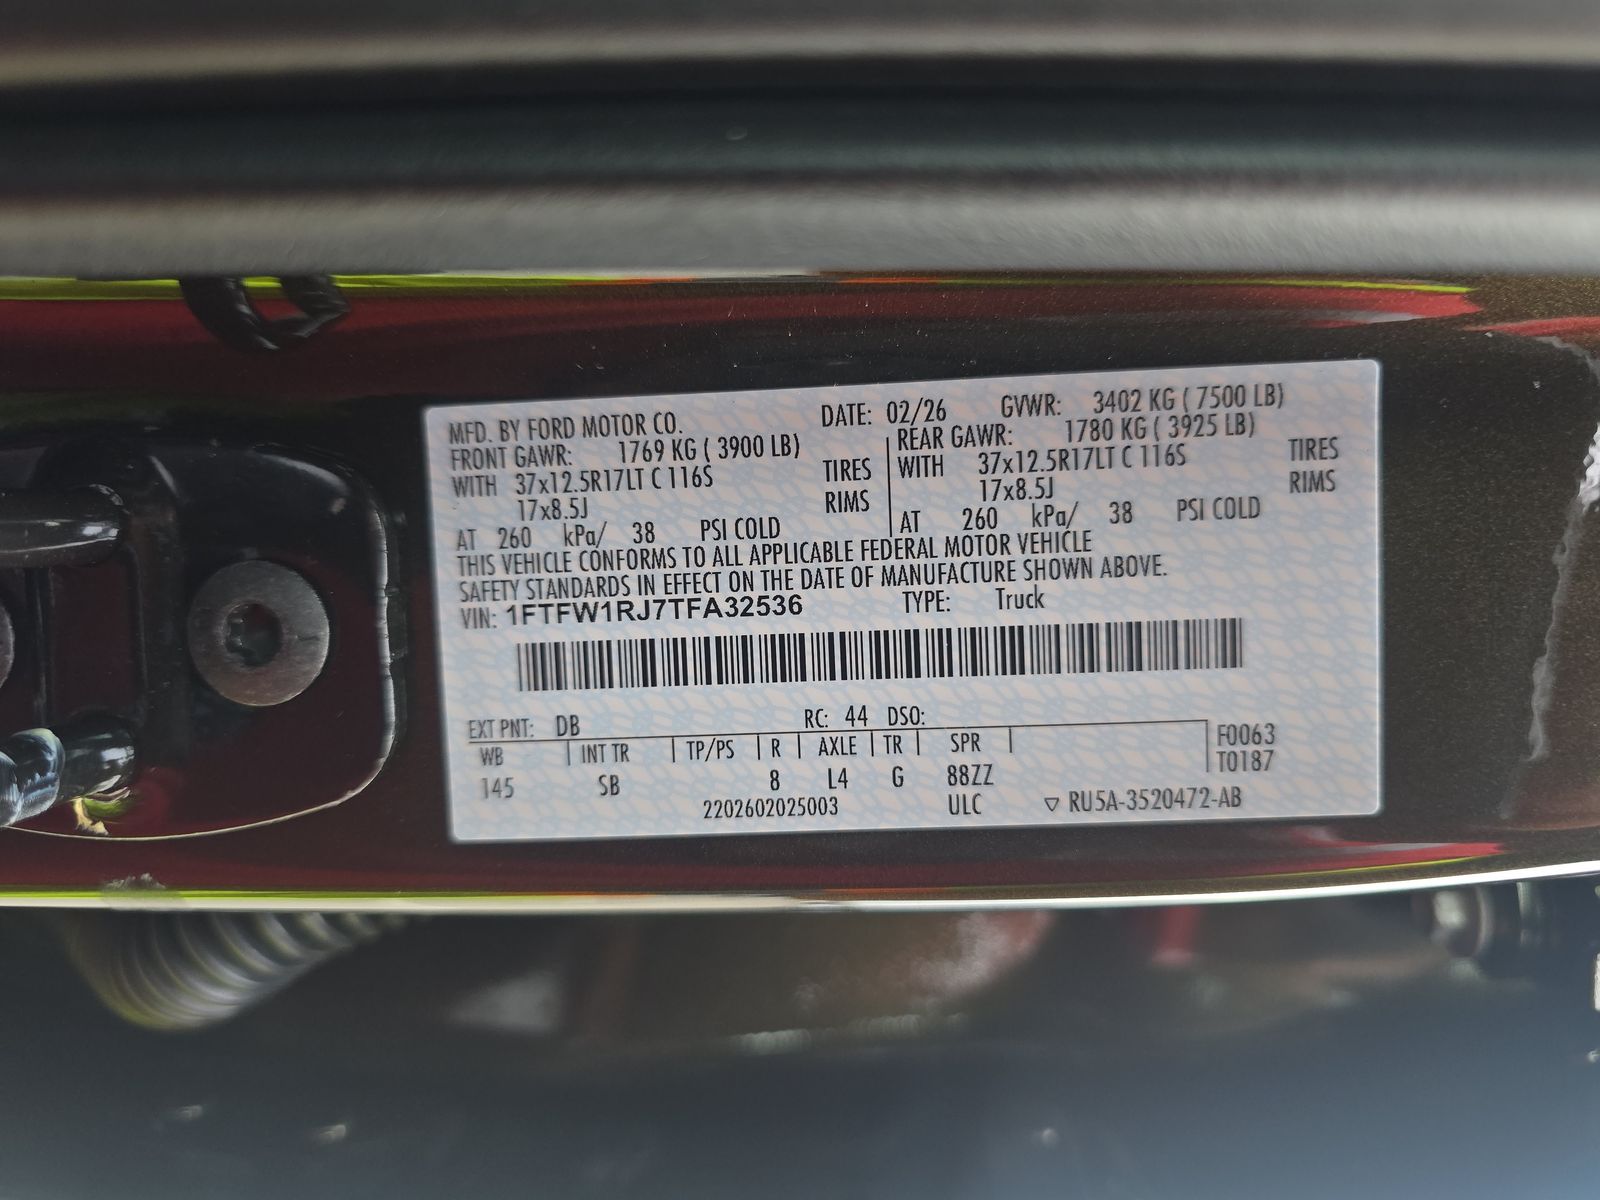 MFD. BY FORD MOTOR CO. DATE: 02/26 GVWR: 3402 KG ( 7500 LB)
FRONT GAWR: 1769 KG ( 3900 LB) REAR GAWR: 1780 KG ( 3925 LB)
WITH 37x12.5R17LT C 116S TIRES WITH 37x12.5R17LT C 116S TIRES
17x8.5J RIMS 17x8.5J RIMS
AT 260 kPa/ 38 PSI COLD AT 260 kPa/ 38 PSI COLD
THIS VEHICLE CONFORMS TO ALL APPLICABLE FEDERAL MOTOR VEHICLE
SAFETY STANDARDS IN EFFECT ON THE DATE OF MANUFACTURE SHOWN ABOVE.
VIN: 1FTFW1RJ7TFA32536 TYPE: Truck
EXT PNT: DB RC: 44 DSO:
WB INT TR TP/PS R AXLE TR SPR F0063
145 SB 8 L4 G 88ZZ T0187
2202602025003 ULC ▽ RU5A-3520472-AB